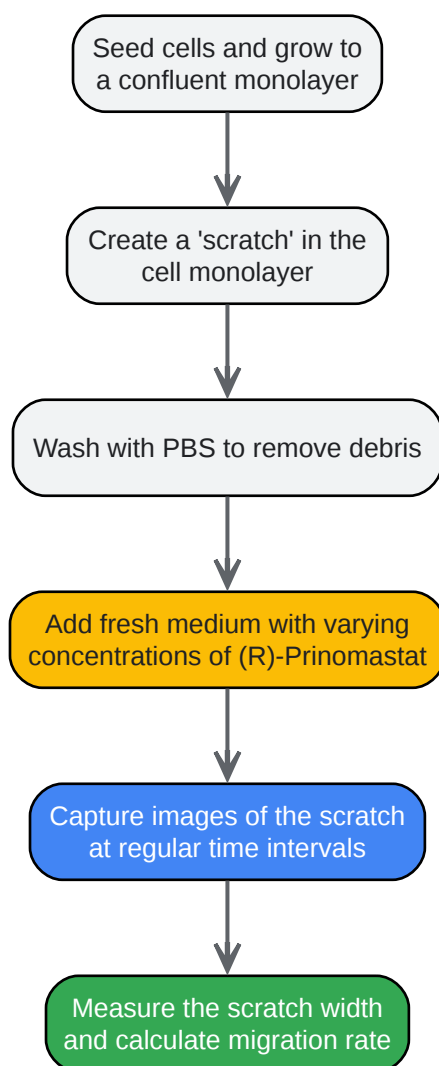 Seed cells and grow to
a confluent monolayer
Create a 'scratch' in the
cell monolayer
Wash with PBS to remove debris
Add fresh medium with varying
concentrations of (R)-Prinomastat
Capture images of the scratch
at regular time intervals
Measure the scratch width
and calculate migration rate